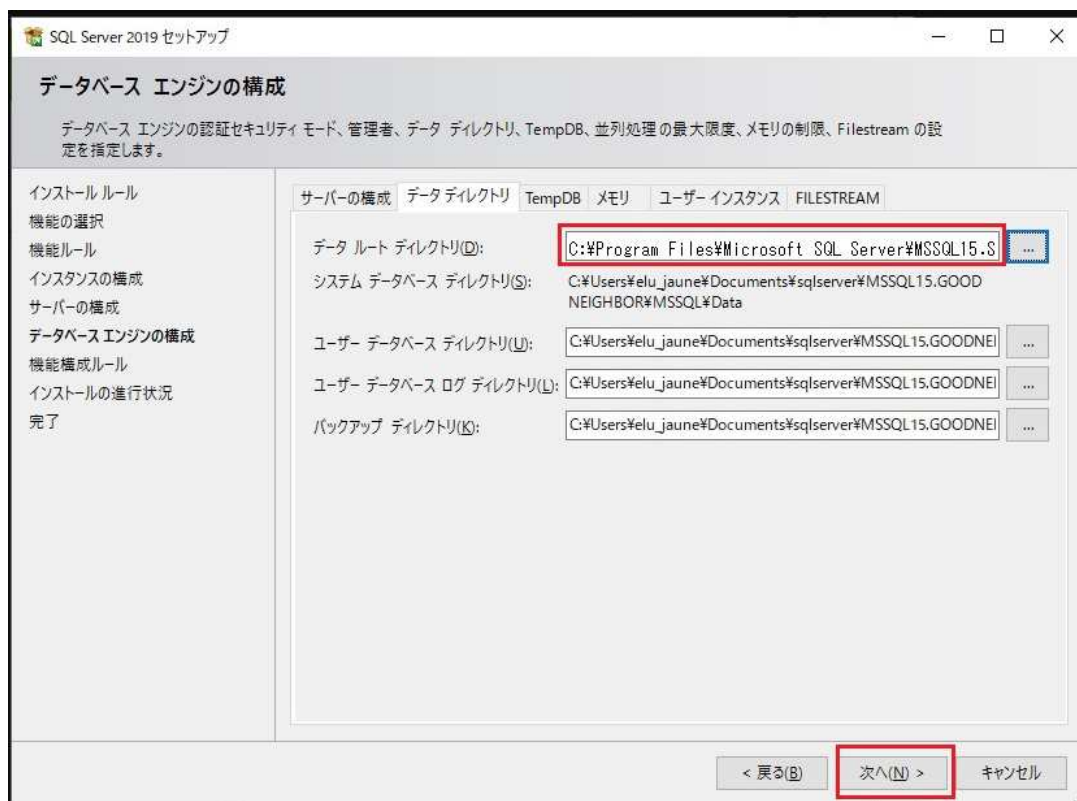 SQL Server 2019 セットアップ
データベース エンジンの構成
データベース エンジンの認証セキュリティ モード、管理者、データ ディレクトリ、TempDB、並列処理の最大限度、メモリの制限、Filestream の設
定を指定します。
インストール ルール
機能の選択
機能ルール
インスタンスの構成
サーバーの構成
データベース エンジンの構成
機能構成ルール
インストールの進行状況
完了
サーバーの構成 データ ディレクトリ TempDB メモリ ユーザー インスタンス FILESTREAM
データ ルート ディレクトリ(D): C:¥Program Files¥Microsoft SQL Server¥MSSQL15.S ...
システム データベース ディレクトリ(S): C:¥Users¥elu_jaune¥Documents¥sqlserver¥MSSQL15.GOOD
NEIGHBOR¥MSSQL¥Data
ユーザー データベース ディレクトリ(U): C:¥Users¥elu_jaune¥Documents¥sqlserver¥MSSQL15.GOODNEI ...
ユーザー データベース ログ ディレクトリ(L): C:¥Users¥elu_jaune¥Documents¥sqlserver¥MSSQL15.GOODNEI ...
バックアップ ディレクトリ(K): C:¥Users¥elu_jaune¥Documents¥sqlserver¥MSSQL15.GOODNEI ...
< 戻る(B) 次へ(N) > キャンセル